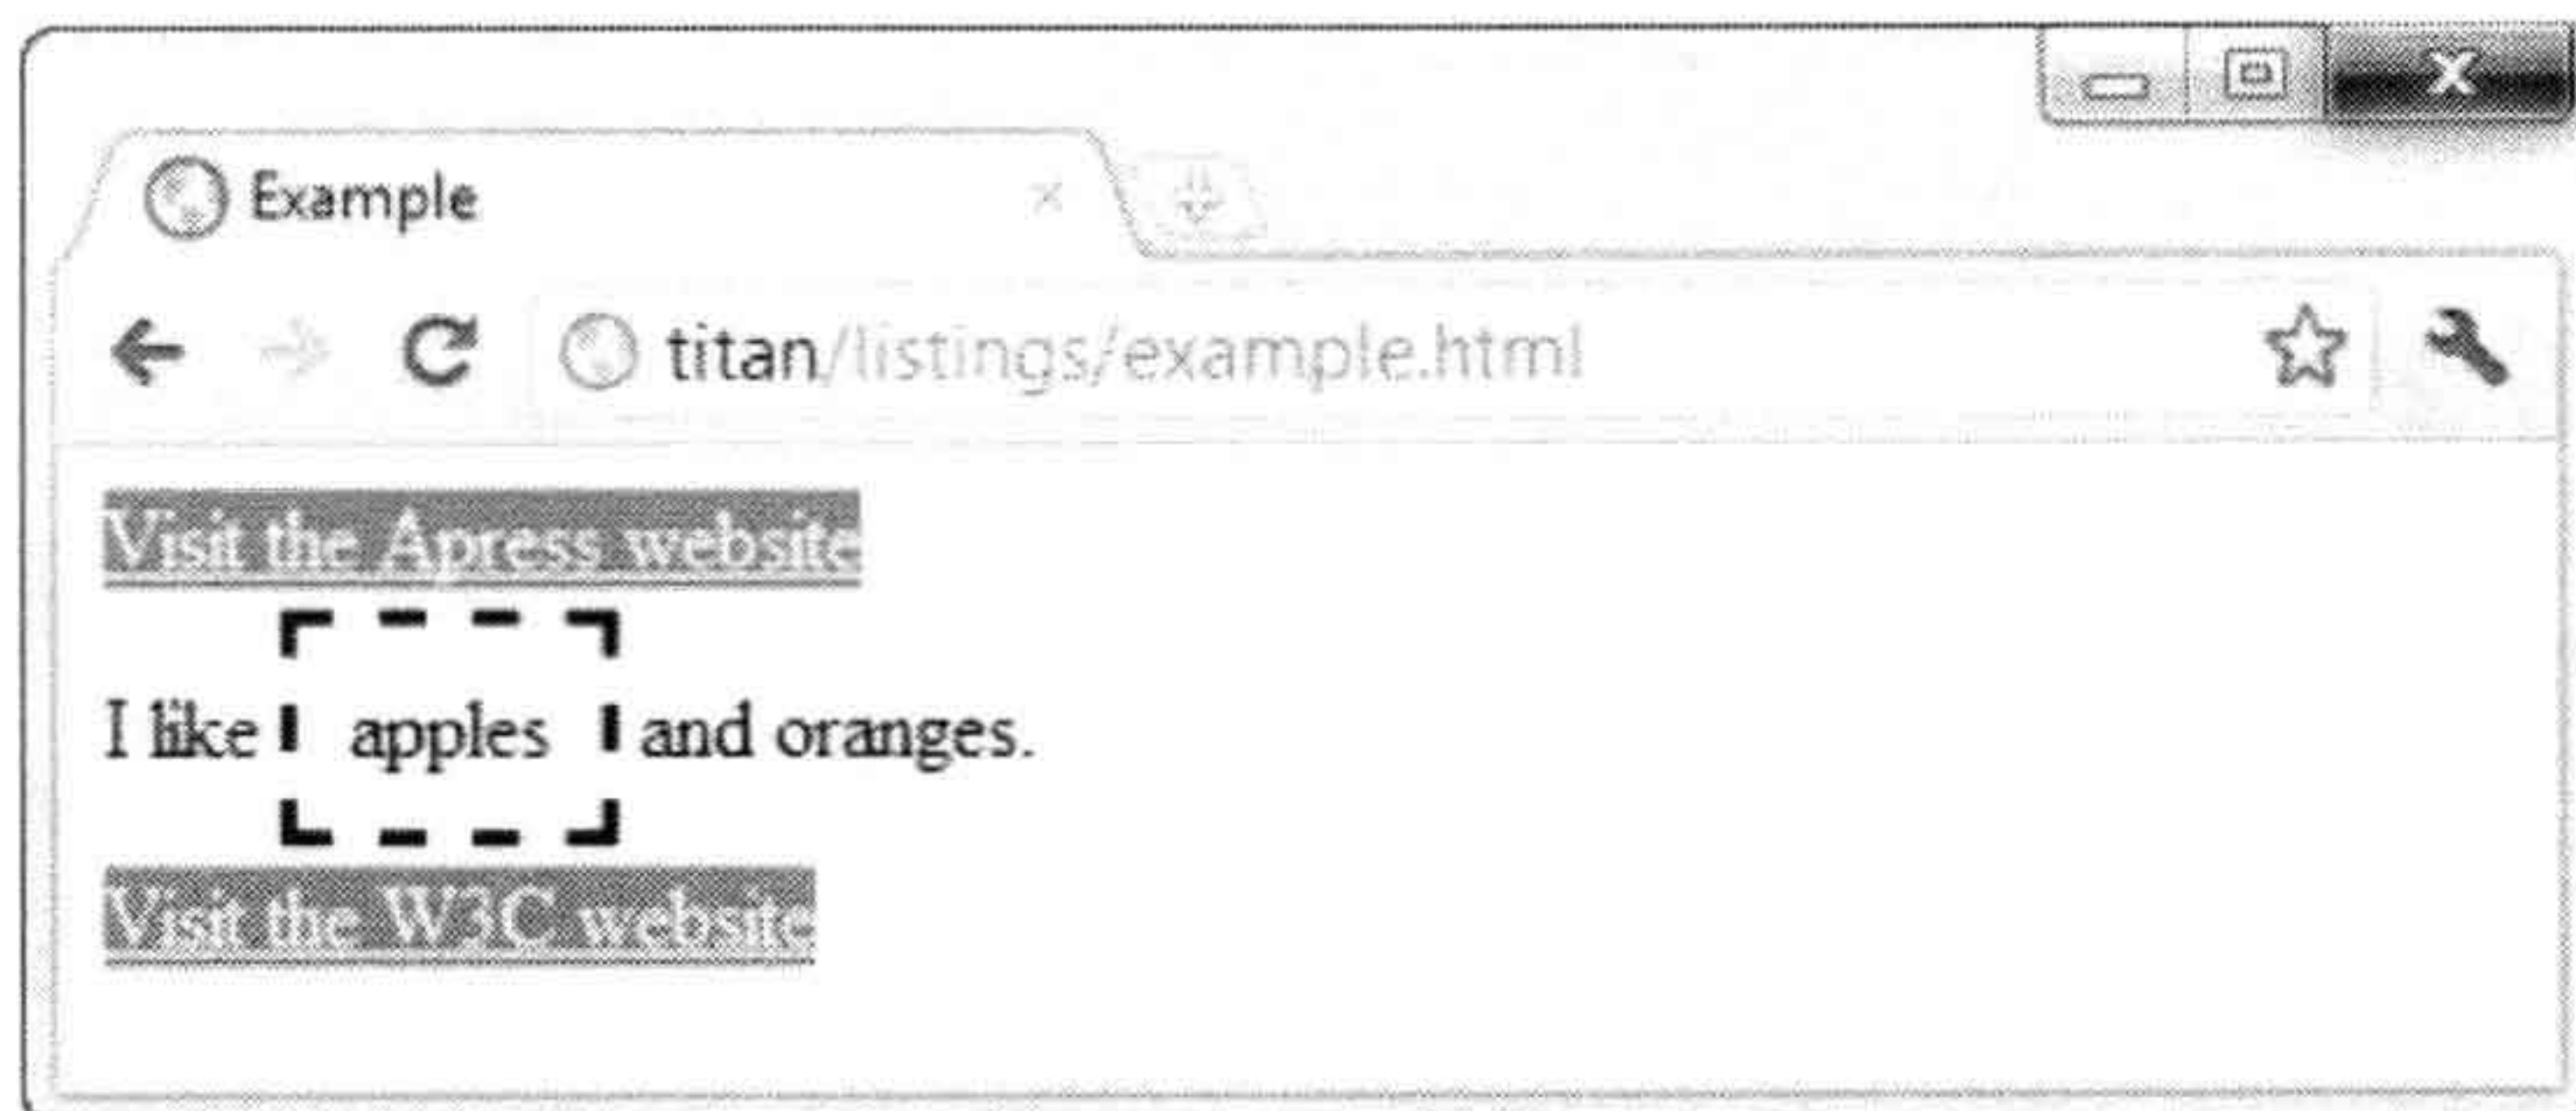 Example
titan/listings/example.html
Visit the Apress website
I like apples and oranges.
Visit the W3C website